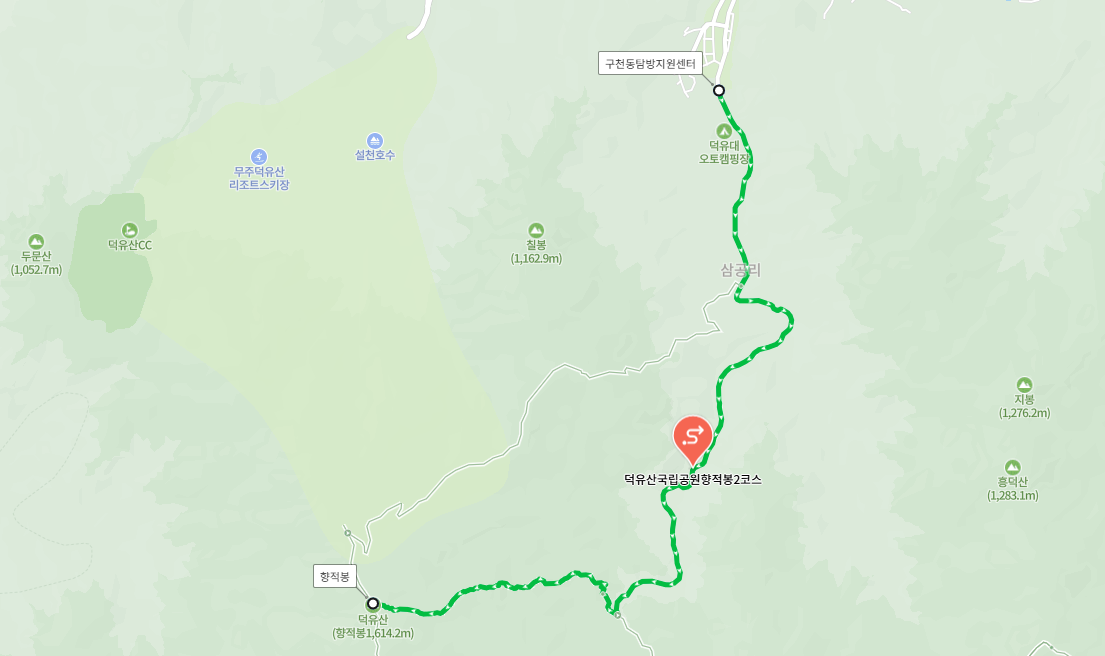 구천동탐방지원센터
덕유대
오토캠핑장
설천호수
무주덕유산
리조트스키장
덕유산CC
두문산
(1,052.7m)
칠봉
(1,162.9m)
삼공리
지봉
(1,276.2m)
흥덕산
(1,283.1m)
덕유산국립공원향적봉2코스
향적봉
덕유산
(향적봉1,614.2m)